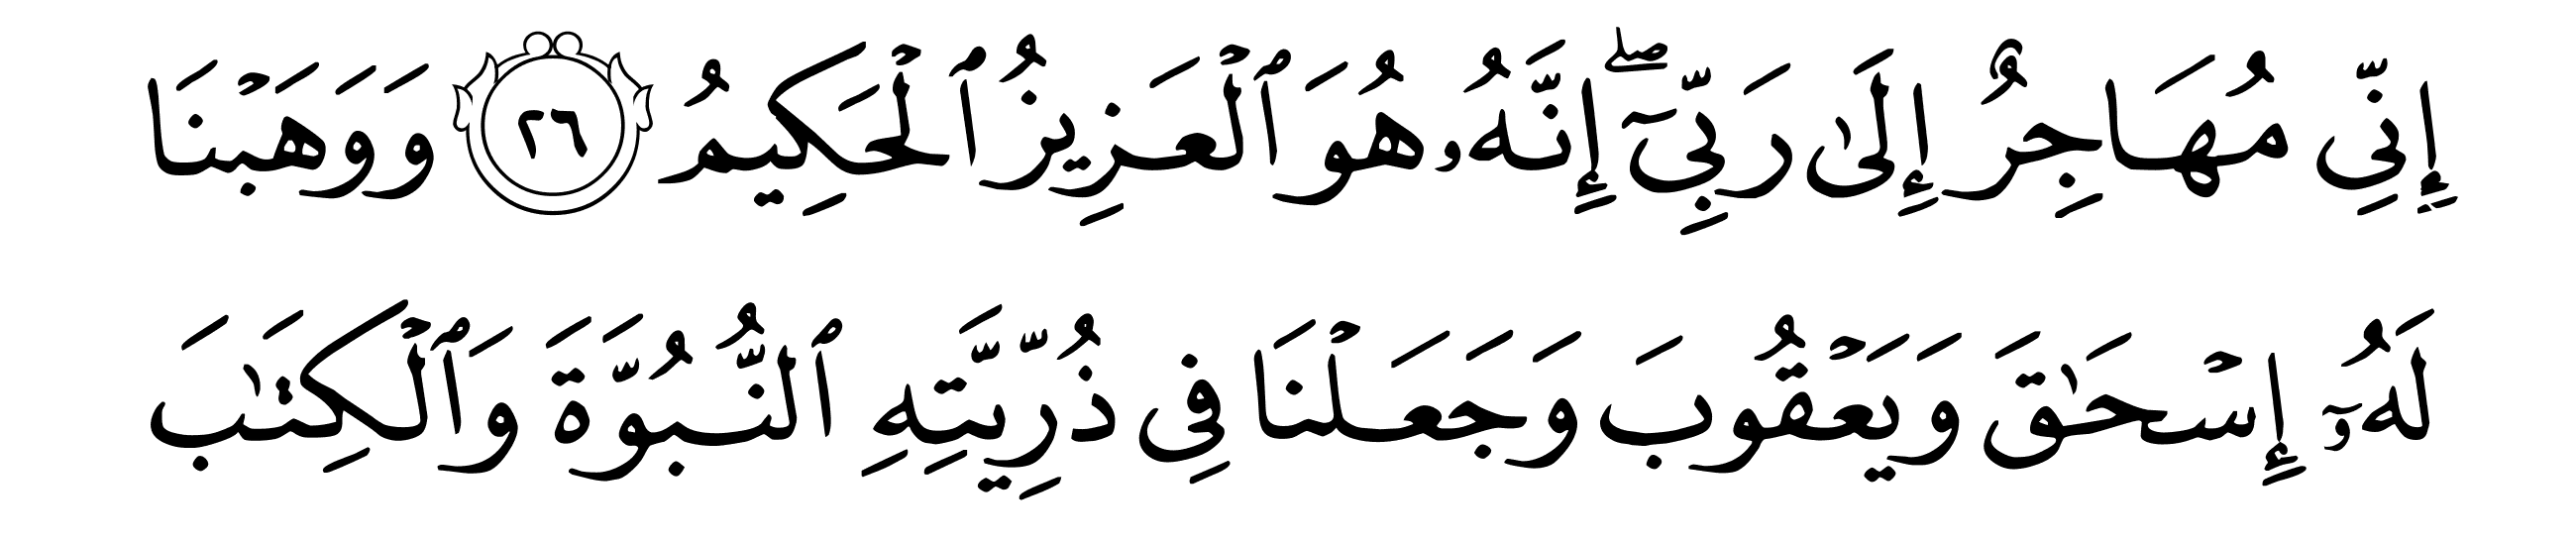 إِنِّي مُهَاجِرٌ إِلَىٰ رَبِّيٓۖ إِنَّهُۥ هُوَ ٱلۡعَزِيزُ ٱلۡحَكِيمُ ٢٦ وَوَهَبۡنَا
لَهُۥٓ إِسۡحَٰقَ وَيَعۡقُوبَ وَجَعَلۡنَا فِي ذُرِّيَّتِهِ ٱلنُّبُوَّةَ وَٱلۡكِتَٰبَ